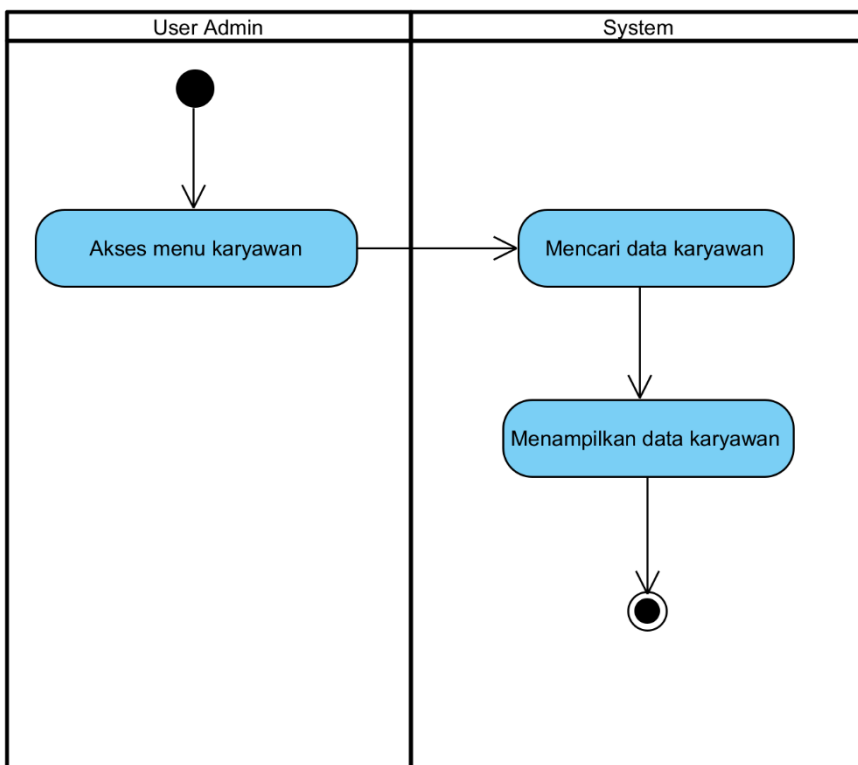 User Admin
System
Akses menu karyawan
Mencari data karyawan
Menampilkan data karyawan